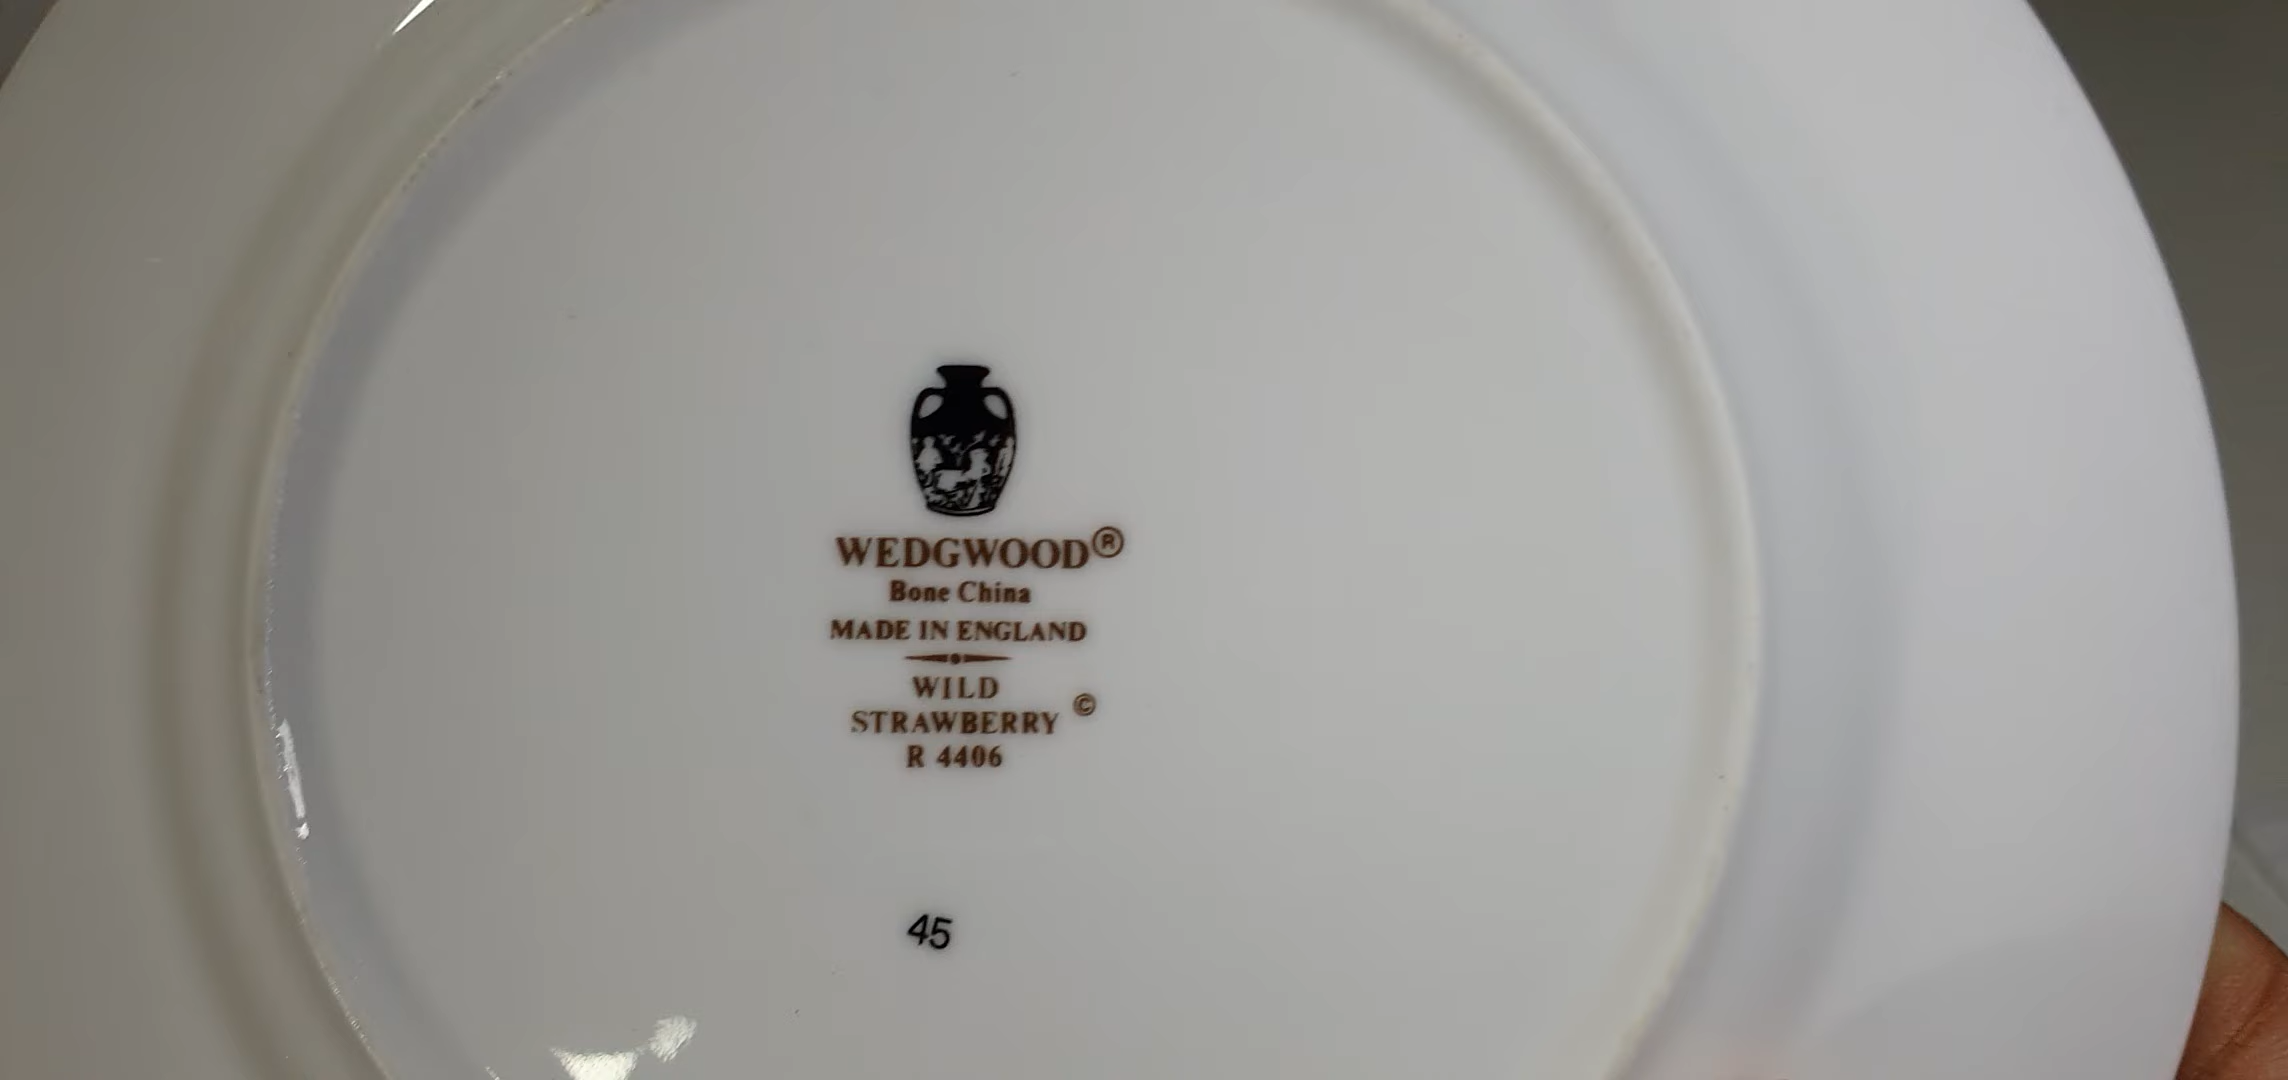 WEDGWOOD®
Bone China
MADE IN ENGLAND
WILD
STRAWBERRY ©
R 4406
45